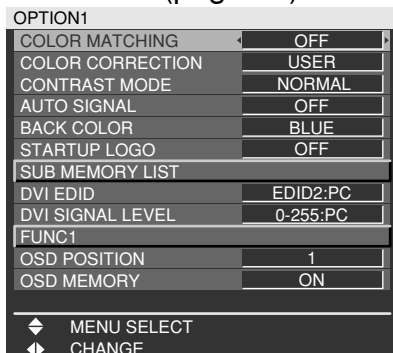 OPTION1
COLOR MATCHING OFF
COLOR CORRECTION USER
CONTRAST MODE NORMAL
AUTO SIGNAL OFF
BACK COLOR BLUE
STARTUP LOGO OFF
SUB MEMORY LIST
DVI EDID EDID2:PC
DVI SIGNAL LEVEL 0-255:PC
FUNC1
OSD POSITION 1
OSD MEMORY ON
MENU SELECT
CHANGE